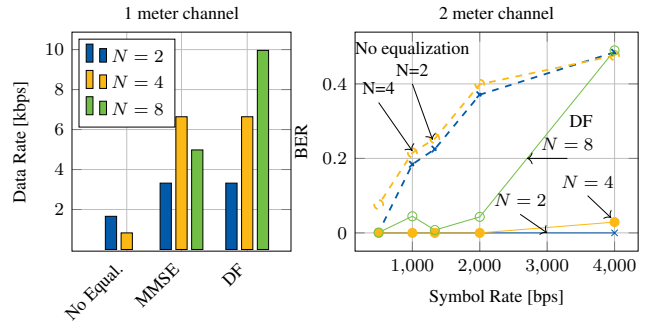 1 meter channel
10
8
6
4
2
Data Rate [kbps]
N = 2
N = 4
N = 8
No Equal.
MMSE
DF
2 meter channel
0.4
0.2
0
BER
No equalization
N=2
N=4
DF
N = 8
N = 2
N = 4
1,000
2,000
3,000
4,000
Symbol Rate [bps]